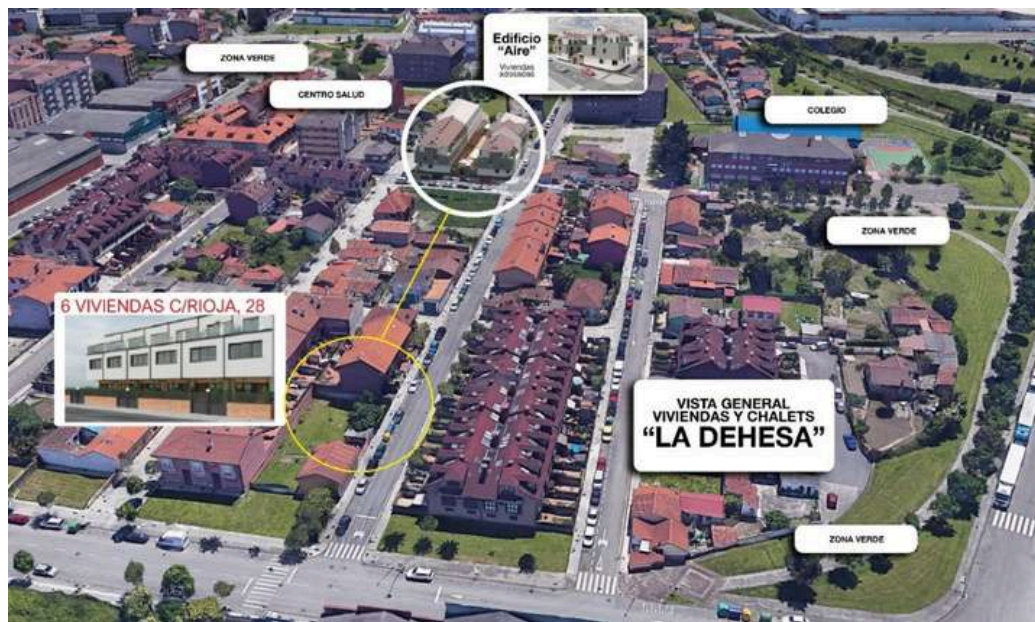 Edificio
"Aire"
Viviendas
adosadas
ZONA VERDE
CENTRO SALUD
COLEGIO
ZONA VERDE
6 VIVIENDAS C/RIOJA, 28
VISTA GENERAL
VIVIENDAS Y CHALETS
"LA DEHESA"
ZONA VERDE